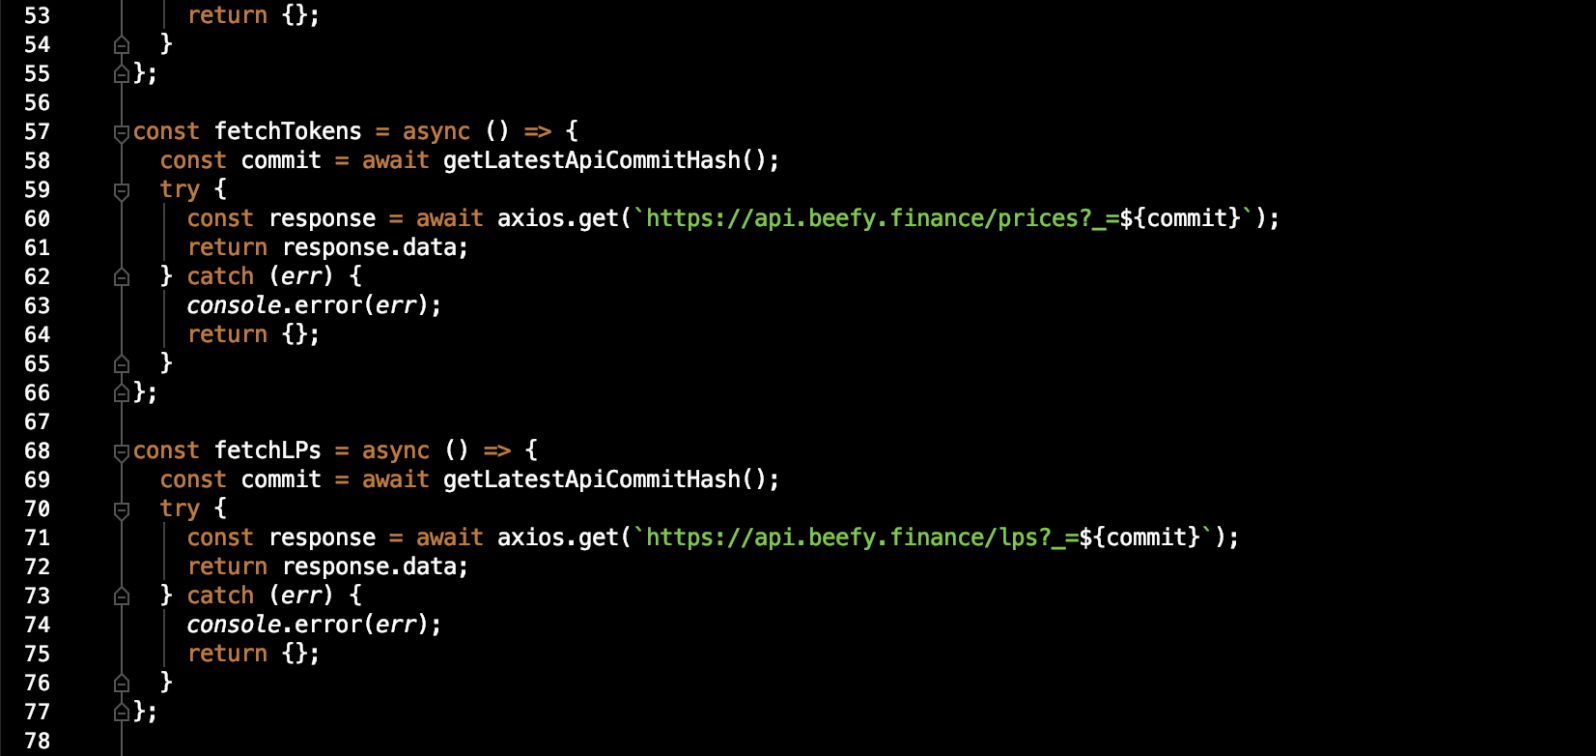 53 return {};
54 }
55 };
56
57 const fetchTokens = async () => {
58 const commit = await getLatestApiCommitHash();
59 try {
60 const response = await axios.get(`https://api.beefy.finance/prices?_=${commit}`);
61 return response.data;
62 } catch (err) {
63 console.error(err);
64 return {};
65 }
66 };
67
68 const fetchLPs = async () => {
69 const commit = await getLatestApiCommitHash();
70 try {
71 const response = await axios.get(`https://api.beefy.finance/lps?_=${commit}`);
72 return response.data;
73 } catch (err) {
74 console.error(err);
75 return {};
76 }
77 };
78